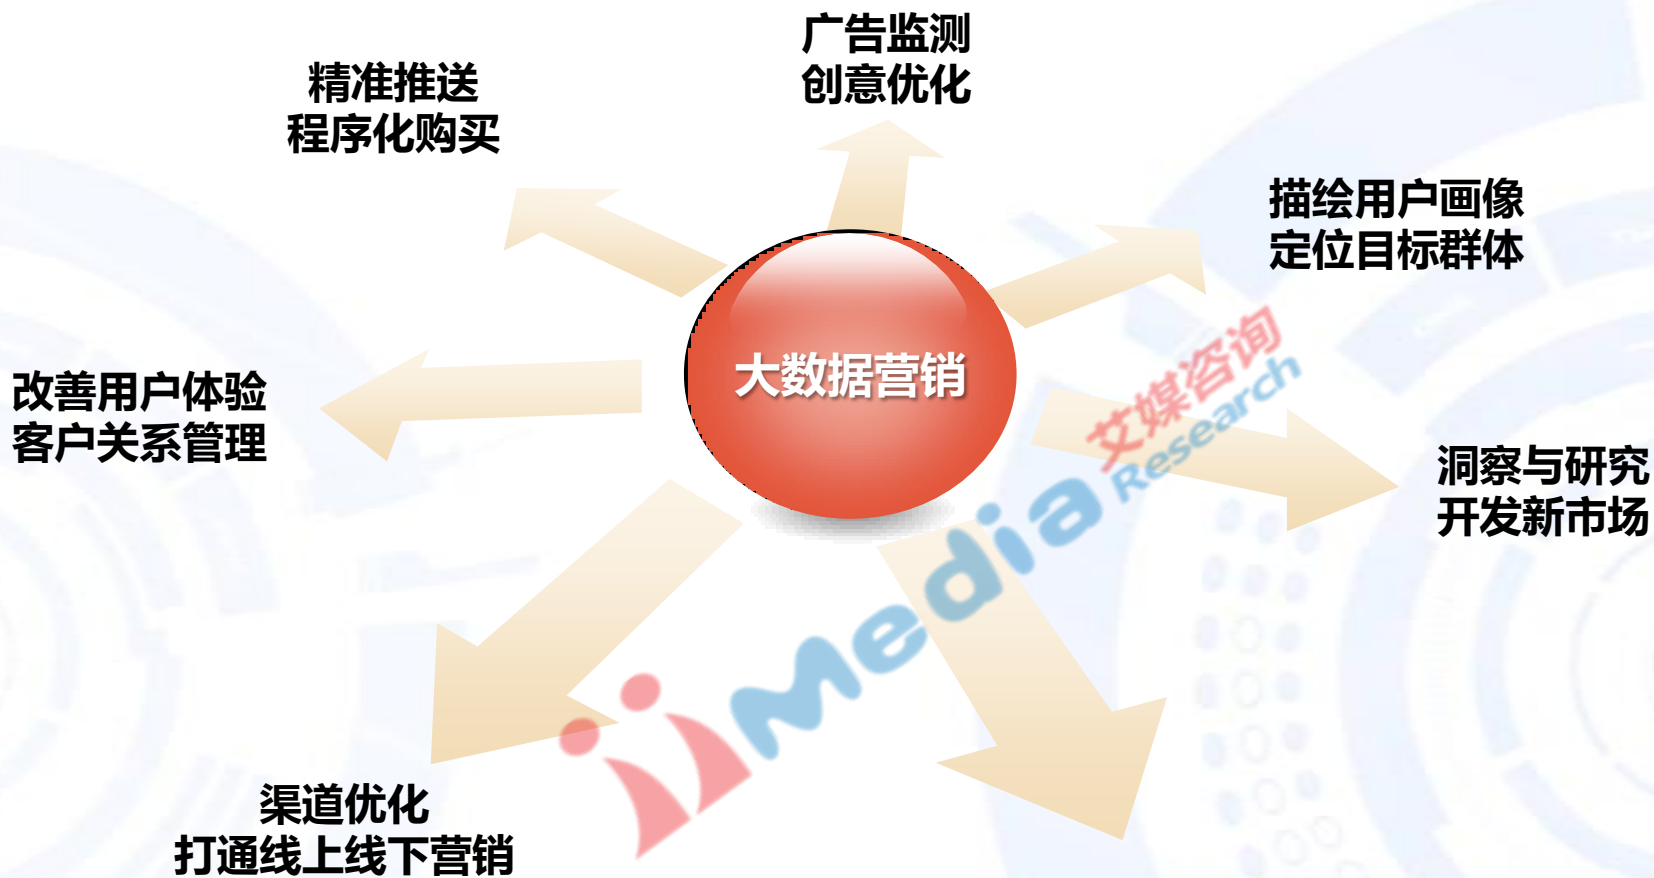 广告监测
创意优化
精准推送
程序化购买
描绘用户画像
定位目标群体
大数据营销
改善用户体验
客户关系管理
洞察与研究
开发新市场
渠道优化
打通线上线下营销
艾媒咨询
iiMedia Research